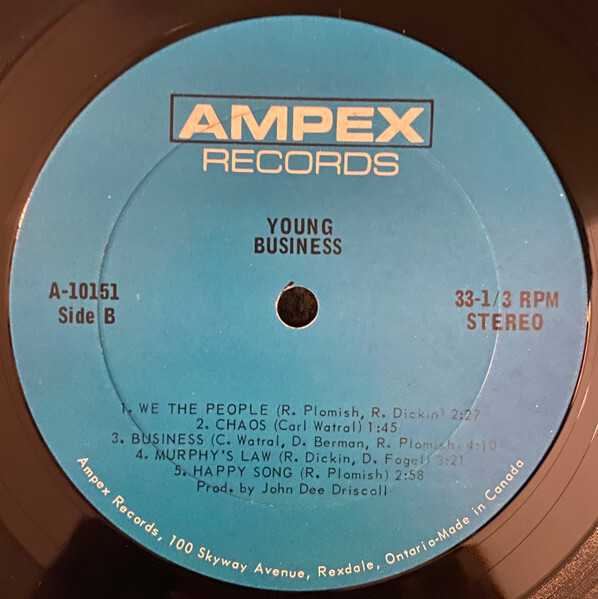 AMPEX
RECORDS
YOUNG
BUSINESS
A-10151
Side B
33-1/3 RPM
STEREO
1. WE THE PEOPLE (R. Plomish, R. Dickin) 2:27
2. CHAOS (Carl Watral) 1:45
3. BUSINESS (C. Watral, D. Berman, R. Plomish, 4:10
4. MURPHY'S LAW (R. Dickin, D. Fogel) 3:21
5. HAPPY SONG (R. Plomish) 2:58
Prod. by John Dee Driscoll
Ampex Records, 100 Skyway Avenue, Rexdale, Ontario-Made in Canada